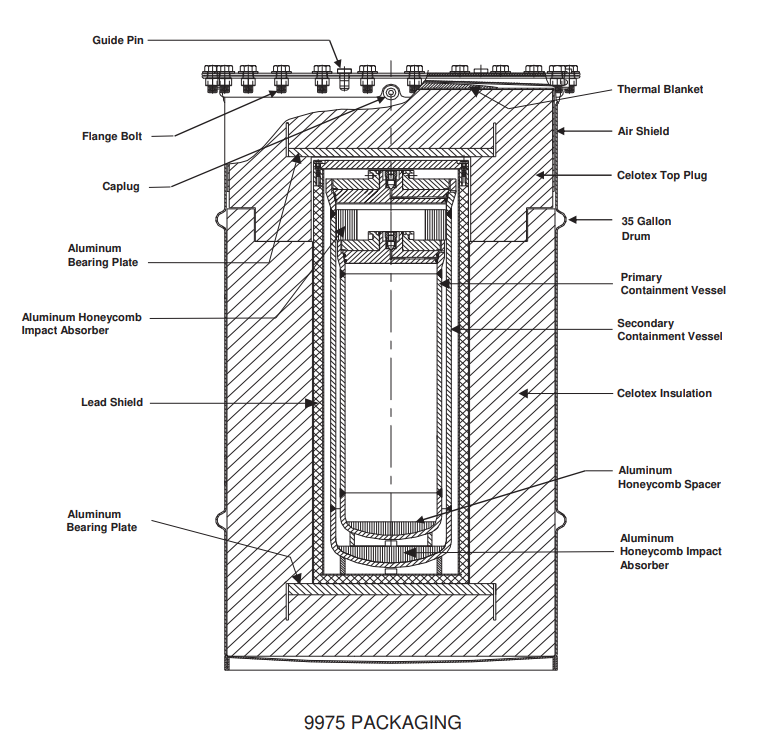 Guide Pin
Flange Bolt
Caplug
Aluminum
Bearing Plate
Aluminum Honeycomb
Impact Absorber
Lead Shield
Aluminum
Bearing Plate
Thermal Blanket
Air Shield
Celotex Top Plug
35 Gallon
Drum
Primary
Containment Vessel
Secondary
Containment Vessel
Celotex Insulation
Aluminum
Honeycomb Spacer
Aluminum
Honeycomb Impact
Absorber
9975 PACKAGING